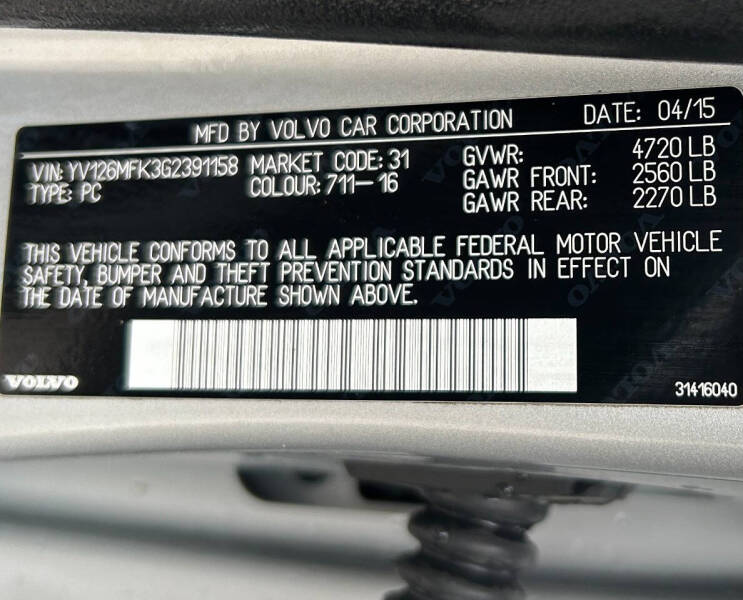 MFD BY VOLVO CAR CORPORATION DATE: 04/15
VIN: YV126MFK3G2391158 MARKET CODE: 31 GVWR: 4720 LB
TYPE: PC COLOUR: 711-16 GAWR FRONT: 2560 LB
GAWR REAR: 2270 LB
THIS VEHICLE CONFORMS TO ALL APPLICABLE FEDERAL MOTOR VEHICLE
SAFETY, BUMPER AND THEFT PREVENTION STANDARDS IN EFFECT ON
THE DATE OF MANUFACTURE SHOWN ABOVE.
VOLVO 31416040